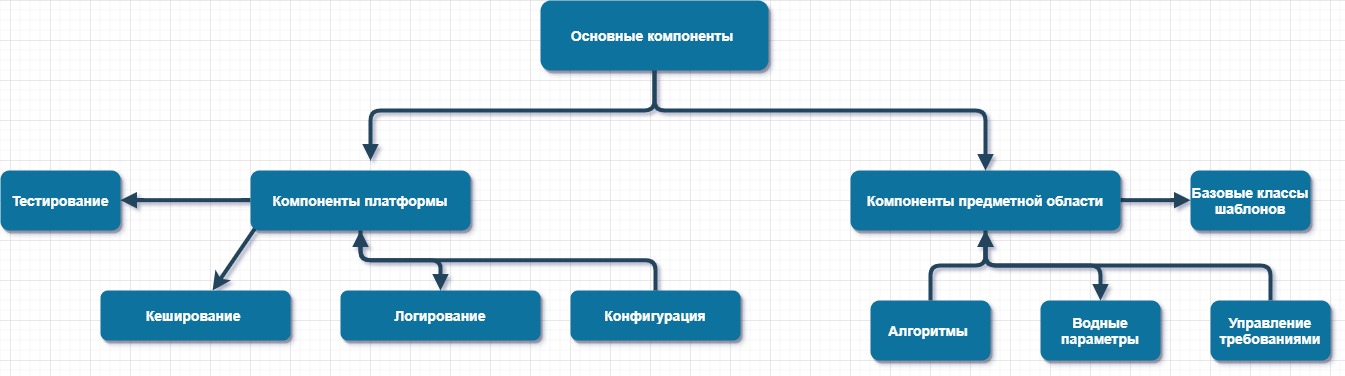 Основные компоненты
Тестирование
Компоненты платформы
Компоненты предметной области
Базовые классы
шаблонов
Кеширование
Логирование
Конфигурация
Алгоритмы
Водные
параметры
Управление
требованиями